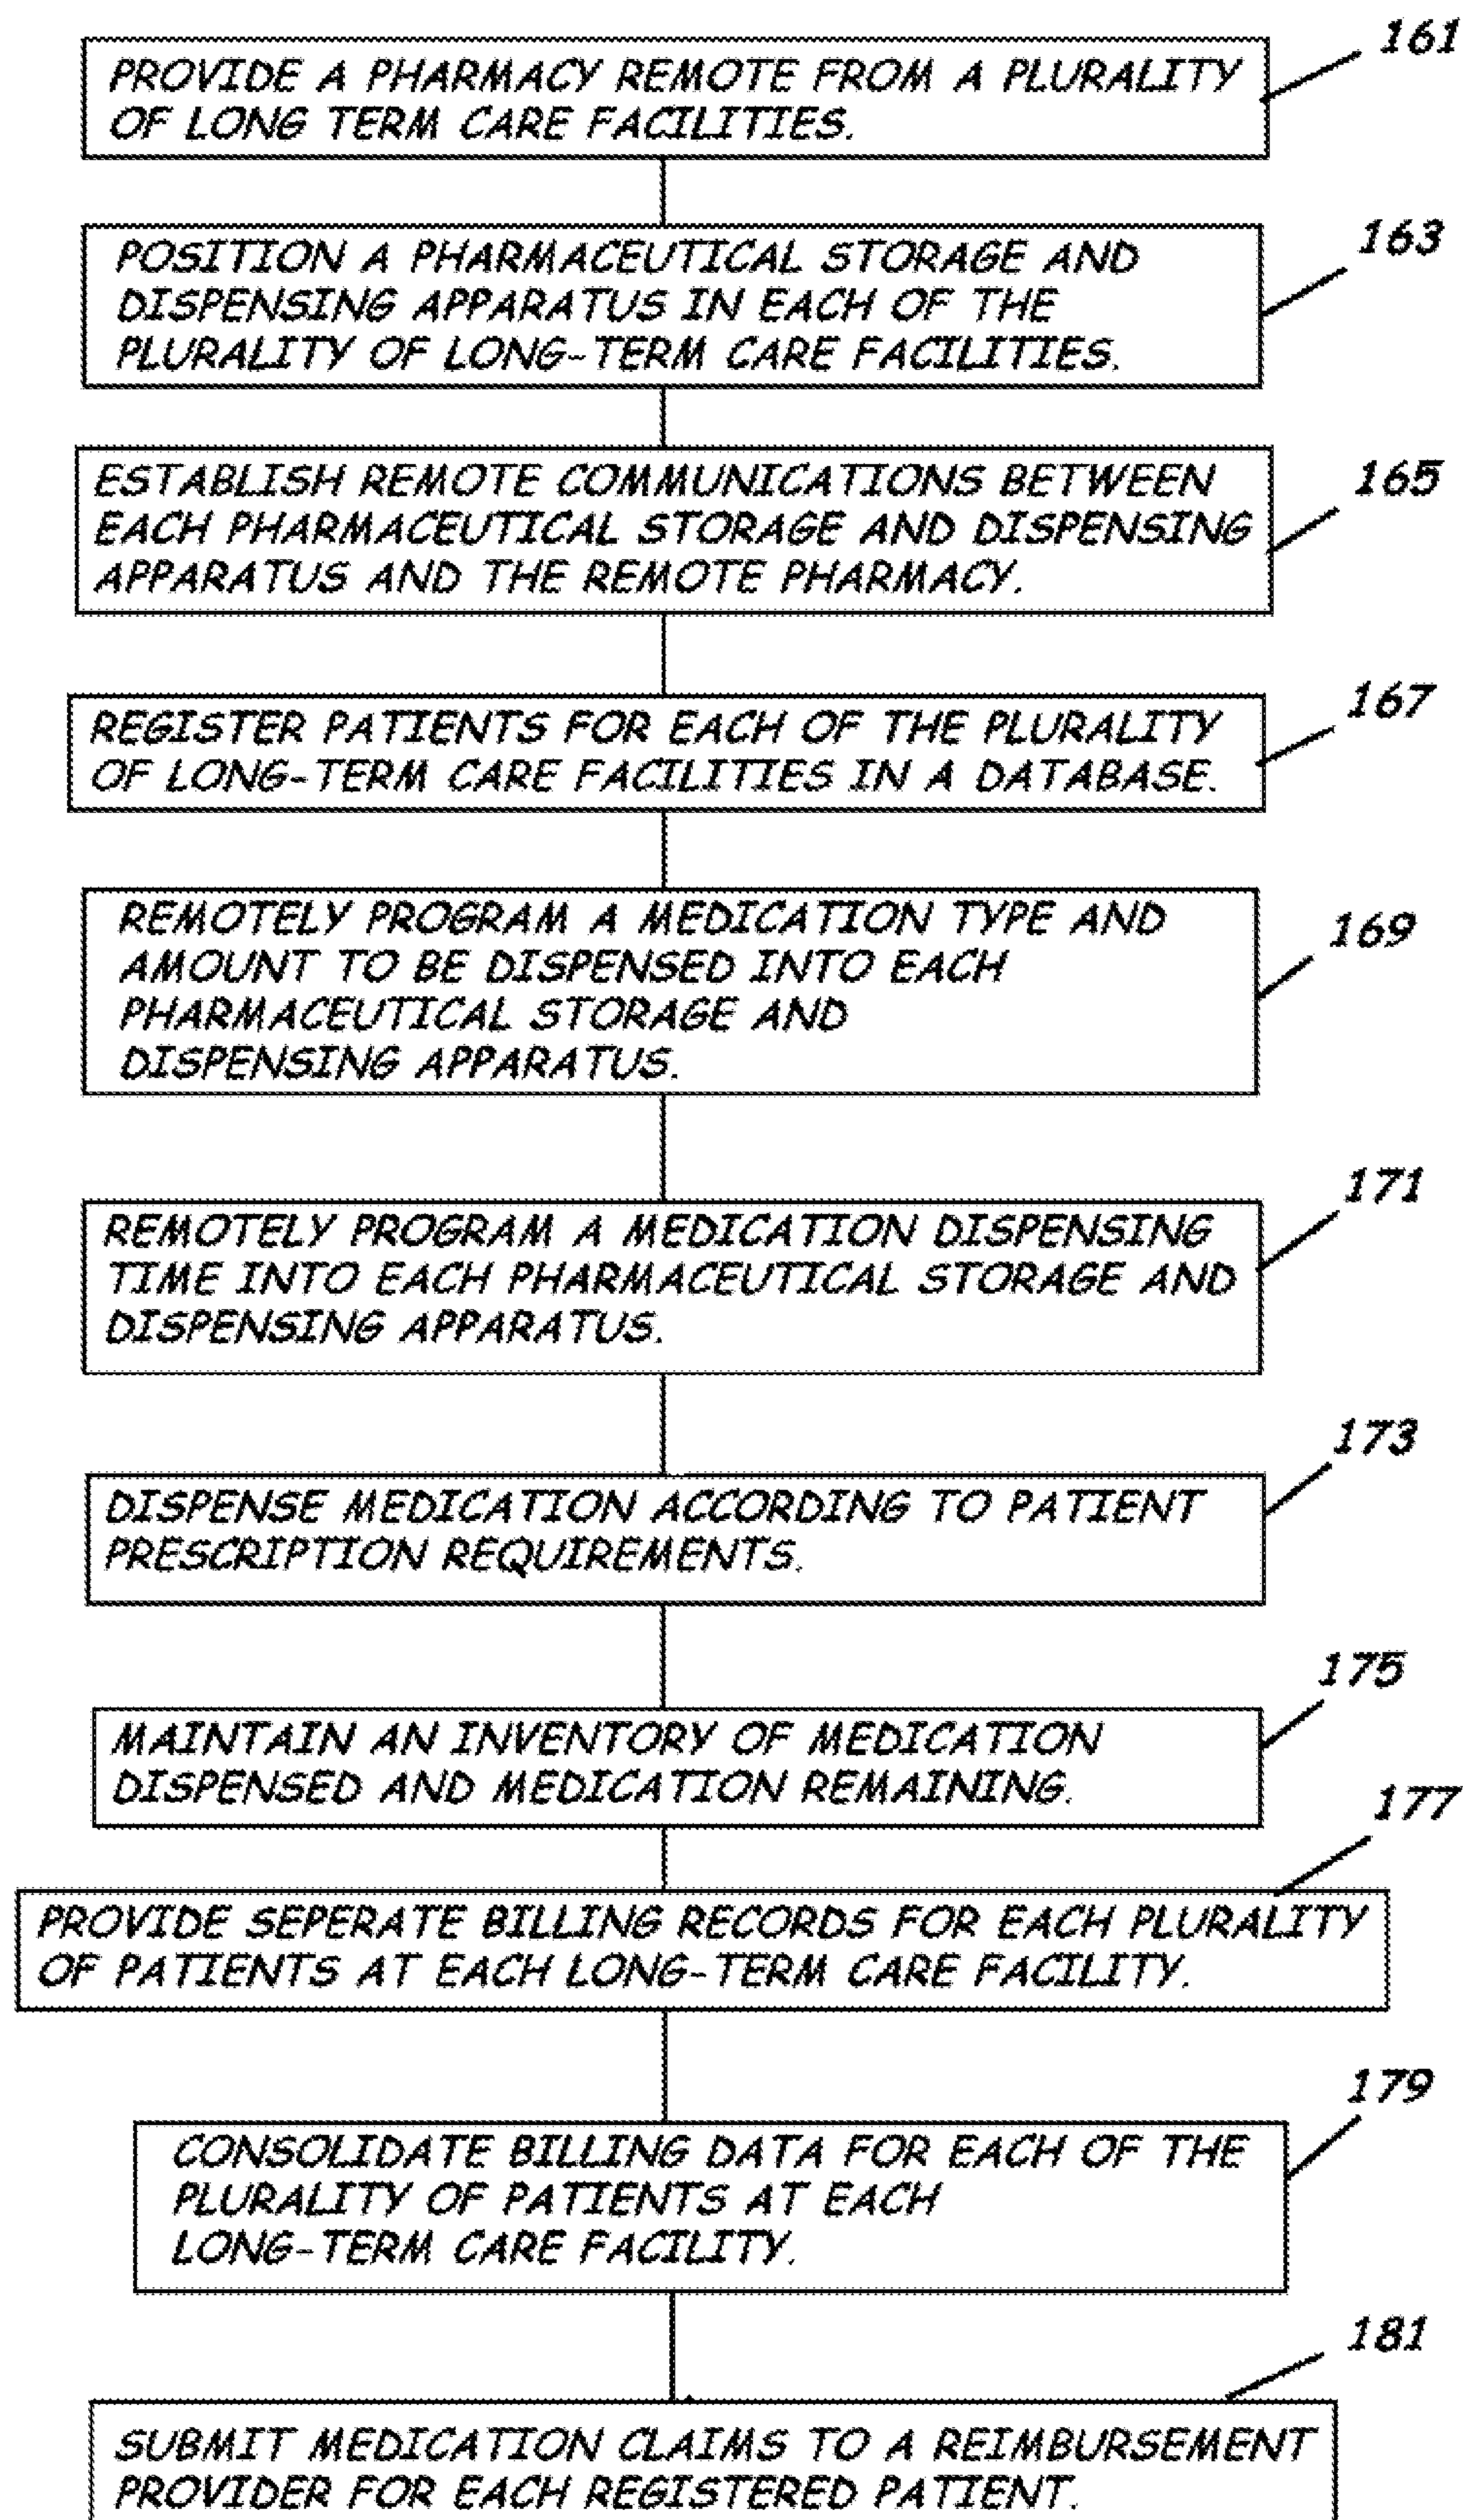 161
PROVIDE A PHARMACY REMOTE FROM A PLURALITY
OF LONG TERM CARE FACILITIES.
163
POSITION A PHARMACEUTICAL STORAGE AND
DISPENSING APPARATUS IN EACH OF THE
PLURALITY OF LONG-TERM CARE FACILITIES.
165
ESTABLISH REMOTE COMMUNICATIONS BETWEEN
EACH PHARMACEUTICAL STORAGE AND DISPENSING
APPARATUS AND THE REMOTE PHARMACY.
167
REGISTER PATIENTS FOR EACH OF THE PLURALITY
OF LONG-TERM CARE FACILITIES IN A DATABASE.
169
REMOTELY PROGRAM A MEDICATION TYPE AND
AMOUNT TO BE DISPENSED INTO EACH
PHARMACEUTICAL STORAGE AND
DISPENSING APPARATUS.
171
REMOTELY PROGRAM A MEDICATION DISPENSING
TIME INTO EACH PHARMACEUTICAL STORAGE AND
DISPENSING APPARATUS.
173
DISPENSE MEDICATION ACCORDING TO PATIENT
PRESCRIPTION REQUIREMENTS.
175
MAINTAIN AN INVENTORY OF MEDICATION
DISPENSED AND MEDICATION REMAINING.
177
PROVIDE SEPERATE BILLING RECORDS FOR EACH PLURALITY
OF PATIENTS AT EACH LONG-TERM CARE FACILITY.
179
CONSOLIDATE BILLING DATA FOR EACH OF THE
PLURALITY OF PATIENTS AT EACH
LONG-TERM CARE FACILITY.
181
SUBMIT MEDICATION CLAIMS TO A REIMBURSEMENT
PROVIDER FOR EACH REGISTERED PATIENT.